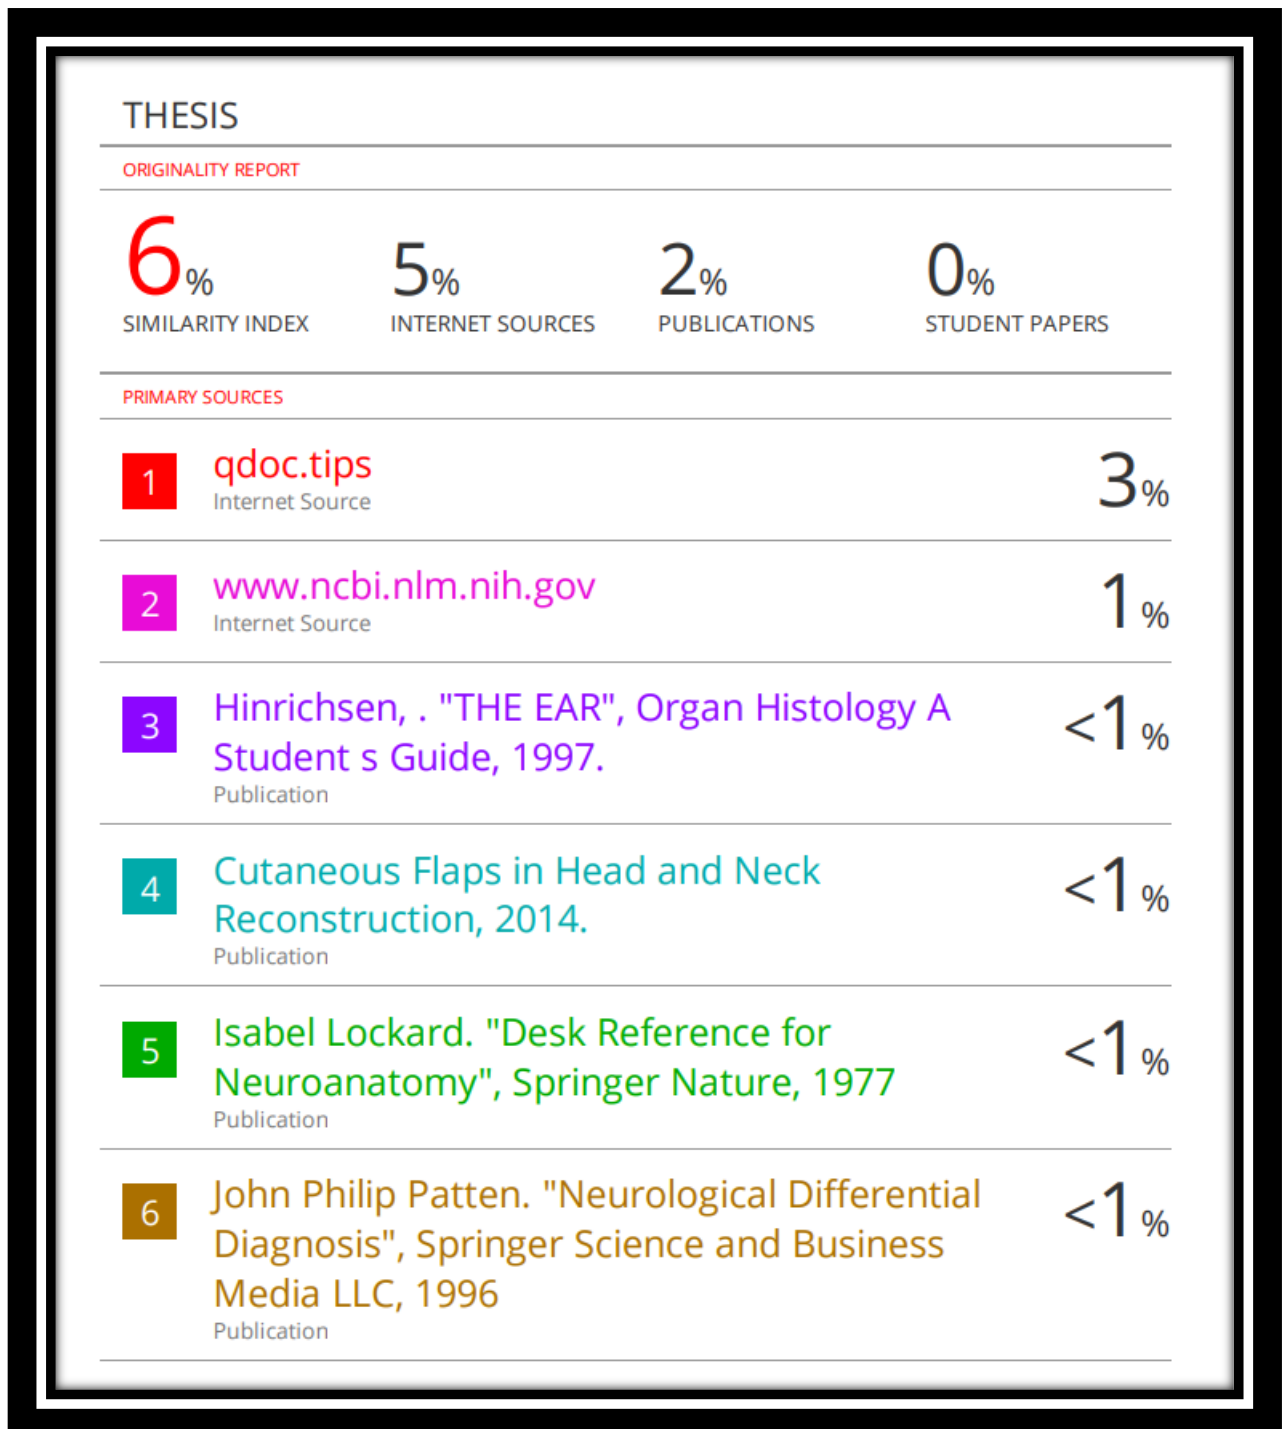 THESIS
ORIGINALITY REPORT
6%
SIMILARITY INDEX
5%
INTERNET SOURCES
2%
PUBLICATIONS
0%
STUDENT PAPERS
PRIMARY SOURCES
1
qdoc.tips
Internet Source
3%
2
www.ncbi.nlm.nih.gov
Internet Source
1%
3
Hinrichsen, . "THE EAR", Organ Histology A
Student s Guide, 1997.
Publication
<1%
4
Cutaneous Flaps in Head and Neck
Reconstruction, 2014.
Publication
<1%
5
Isabel Lockard. "Desk Reference for
Neuroanatomy", Springer Nature, 1977
Publication
<1%
6
John Philip Patten. "Neurological Differential
Diagnosis", Springer Science and Business
Media LLC, 1996
Publication
<1%